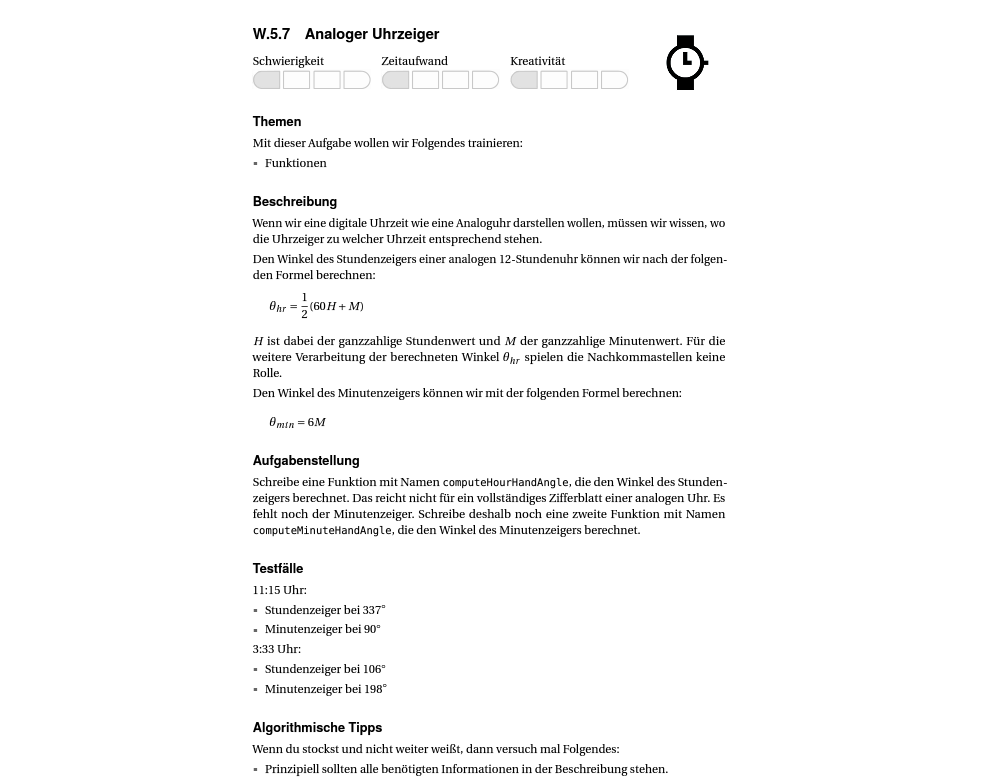 W.5.7 Analoger Uhrzeiger
Schwierigkeit Zeitaufwand Kreativität
Themen
Mit dieser Aufgabe wollen wir Folgendes trainieren:
▪ Funktionen
Beschreibung
Wenn wir eine digitale Uhrzeit wie eine Analoguhr darstellen wollen, müssen wir wissen, wo
die Uhrzeiger zu welcher Uhrzeit entsprechend stehen.
Den Winkel des Stundenzeigers einer analogen 12-Stundenuhr können wir nach der folgen-
den Formel berechnen:
θ_hr = 1/2 (60H + M)
H ist dabei der ganzzahlige Stundenwert und M der ganzzahlige Minutenwert. Für die
weitere Verarbeitung der berechneten Winkel θ_hr spielen die Nachkommastellen keine
Rolle.
Den Winkel des Minutenzeigers können wir mit der folgenden Formel berechnen:
θ_min = 6M
Aufgabenstellung
Schreibe eine Funktion mit Namen computeHourHandAngle, die den Winkel des Stunden-
zeigers berechnet. Das reicht nicht für ein vollständiges Zifferblatt einer analogen Uhr. Es
fehlt noch der Minutenzeiger. Schreibe deshalb noch eine zweite Funktion mit Namen
computeMinuteHandAngle, die den Winkel des Minutenzeigers berechnet.
Testfälle
11:15 Uhr:
▪ Stundenzeiger bei 337°
▪ Minutenzeiger bei 90°
3:33 Uhr:
▪ Stundenzeiger bei 106°
▪ Minutenzeiger bei 198°
Algorithmische Tipps
Wenn du stockst und nicht weiter weißt, dann versuch mal Folgendes:
▪ Prinzipiell sollten alle benötigten Informationen in der Beschreibung stehen.